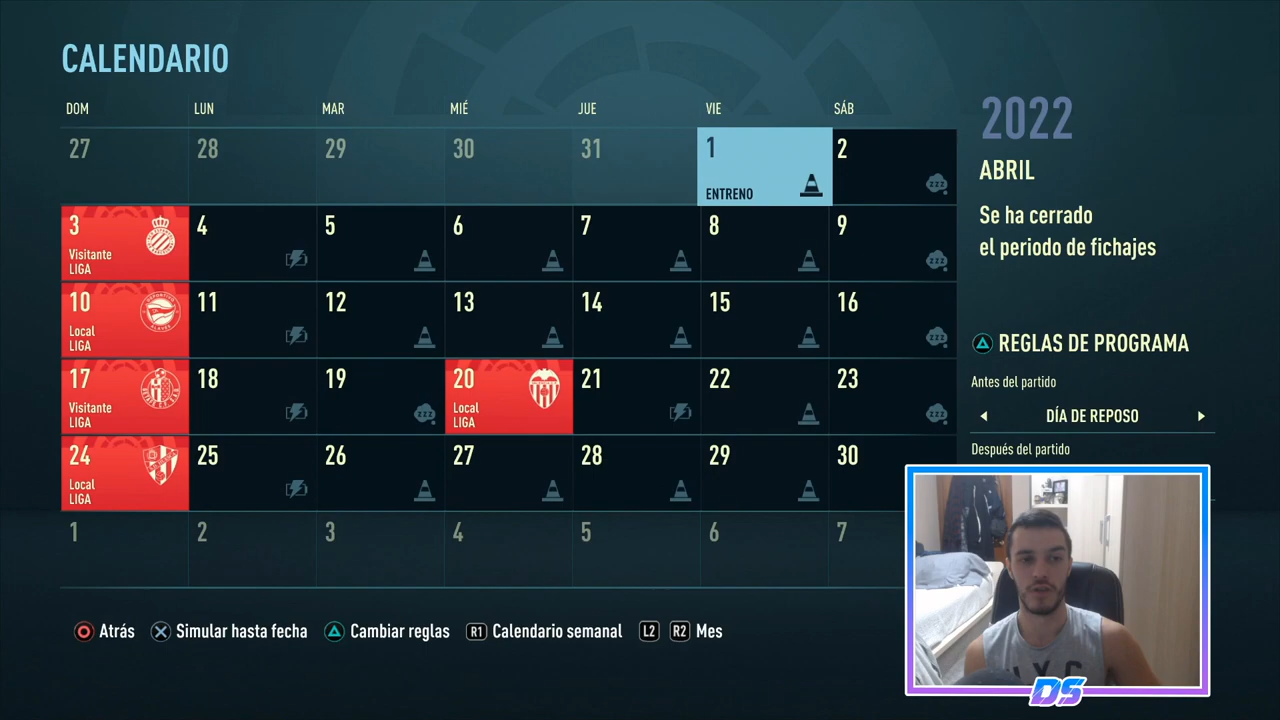 CALENDARIO
DOM LUN MAR MIÉ JUE VIE SÁB
27 28 29 30 31 1 2
ENTRENO
3 4 5 6 7 8 9
Visitante
LIGA
10 11 12 13 14 15 16
Local
LIGA
17 18 19 20 21 22 23
Visitante Local
LIGA LIGA
24 25 26 27 28 29 30
Local
LIGA
1 2 3 4 5 6 7
2022
ABRIL
Se ha cerrado
el periodo de fichajes
REGLAS DE PROGRAMA
Antes del partido
DÍA DE REPOSO
Después del partido
Atrás Simular hasta fecha Cambiar reglas R1 Calendario semanal L2 R2 Mes
DS